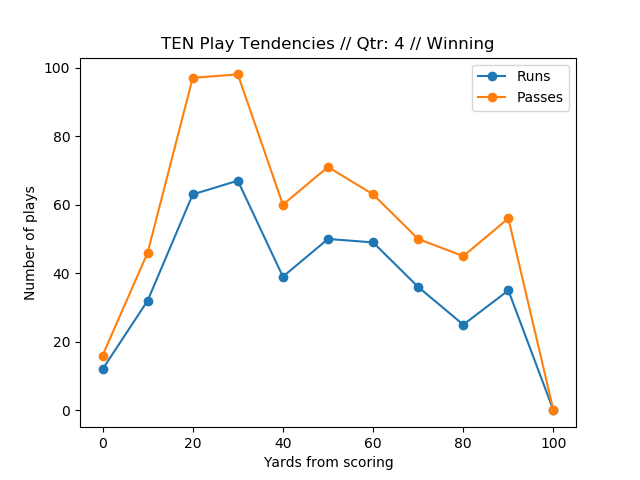 TEN Play Tendencies // Qtr: 4 // Winning
Runs
Passes
Number of plays
100
80
60
40
20
0
0 20 40 60 80 100
Yards from scoring